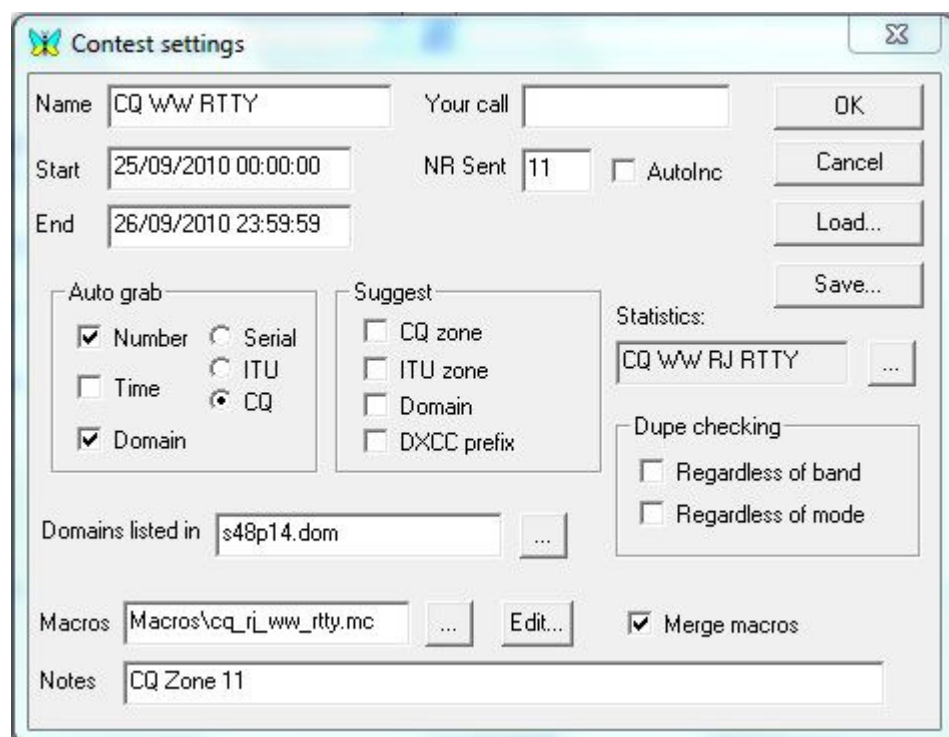 Contest settings
Name CQ WW RTTY Your call OK
Start 25/09/2010 00:00:00 NR Sent 11 AutoInc Cancel
End 26/09/2010 23:59:59 Load...
Save...
Auto grab
Number Serial
ITU
Time
CQ
Domain
Suggest
CQ zone
ITU zone
Domain
DXCC prefix
Statistics:
CQ WW RJ RTTY ...
Dupe checking
Regardless of band
Regardless of mode
Domains listed in s48p14.dom ...
Macros Macros\cq_rj_ww_rtty.mc ... Edit... Merge macros
Notes CQ Zone 11